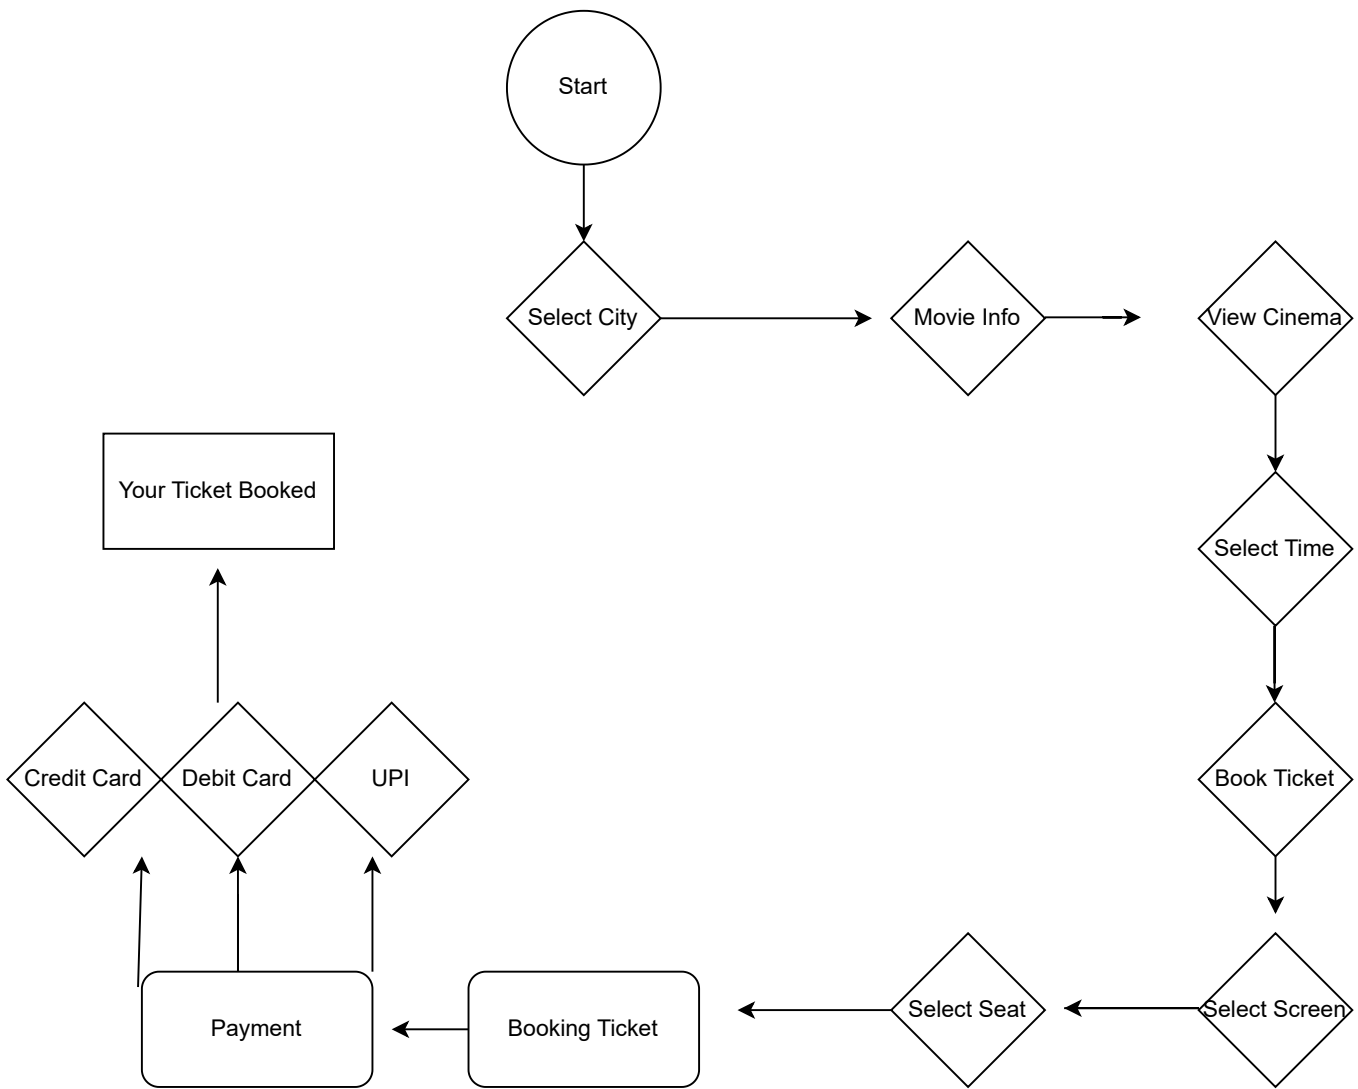 Start
Select City
Movie Info
View Cinema
Your Ticket Booked
Select Time
Credit Card
Debit Card
UPI
Book Ticket
Payment
Booking Ticket
Select Seat
Select Screen